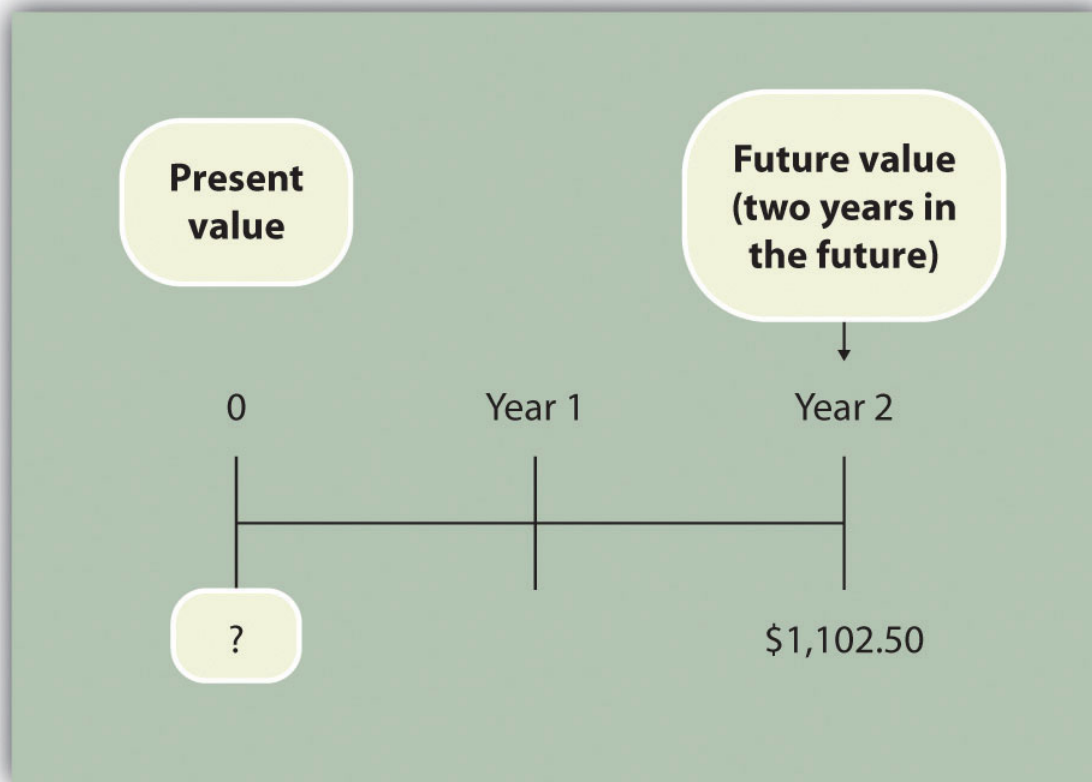 Present
value
Future value
(two years in
the future)
0
Year 1
Year 2
?
$1,102.50